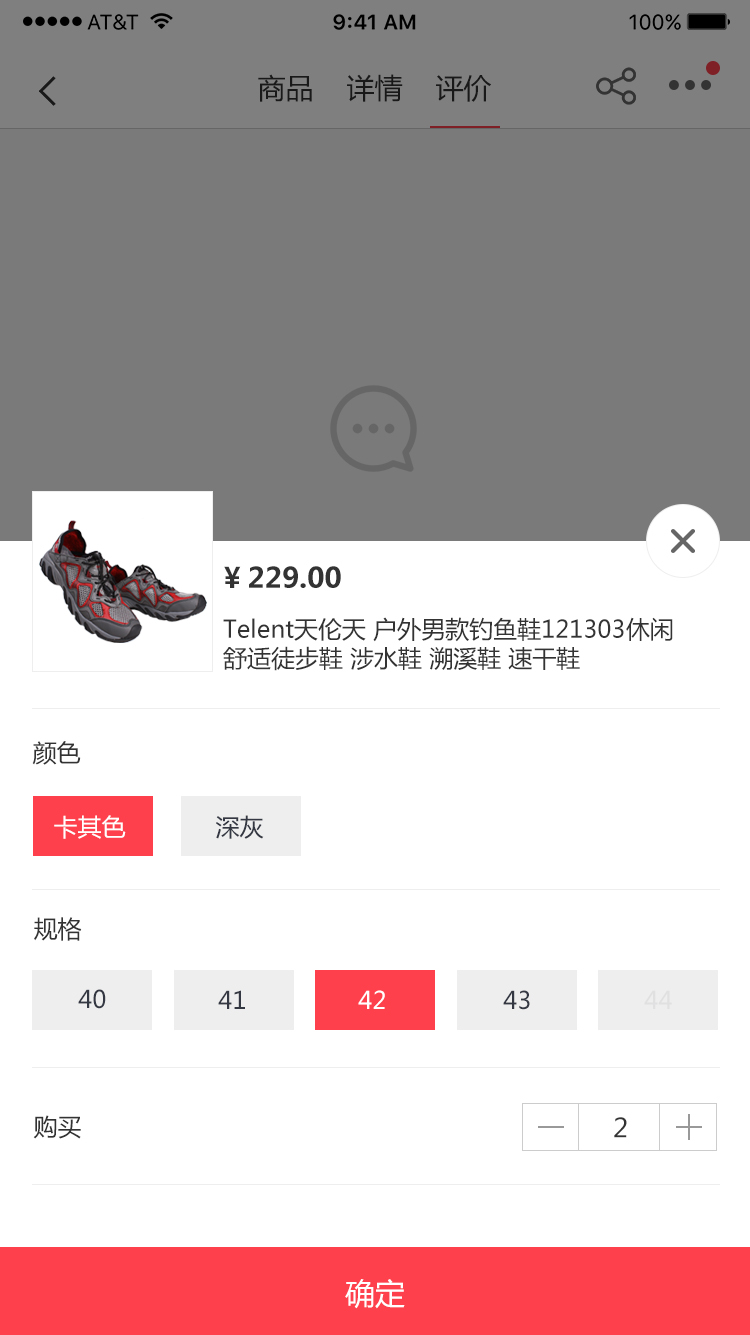 AT&T 9:41 AM 100%
商品 详情 评价
¥ 229.00
Telent天伦天 户外男款钓鱼鞋121303休闲
舒适徒步鞋 涉水鞋 溯溪鞋 速干鞋
颜色
卡其色 深灰
规格
40 41 42 43 44
购买 2
确定